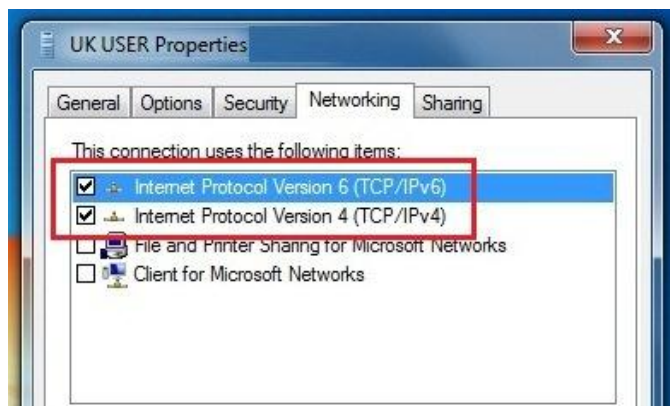 UK USER Properties
General Options Security Networking Sharing
This connection uses the following items:
Internet Protocol Version 6 (TCP/IPv6)
Internet Protocol Version 4 (TCP/IPv4)
File and Printer Sharing for Microsoft Networks
Client for Microsoft Networks